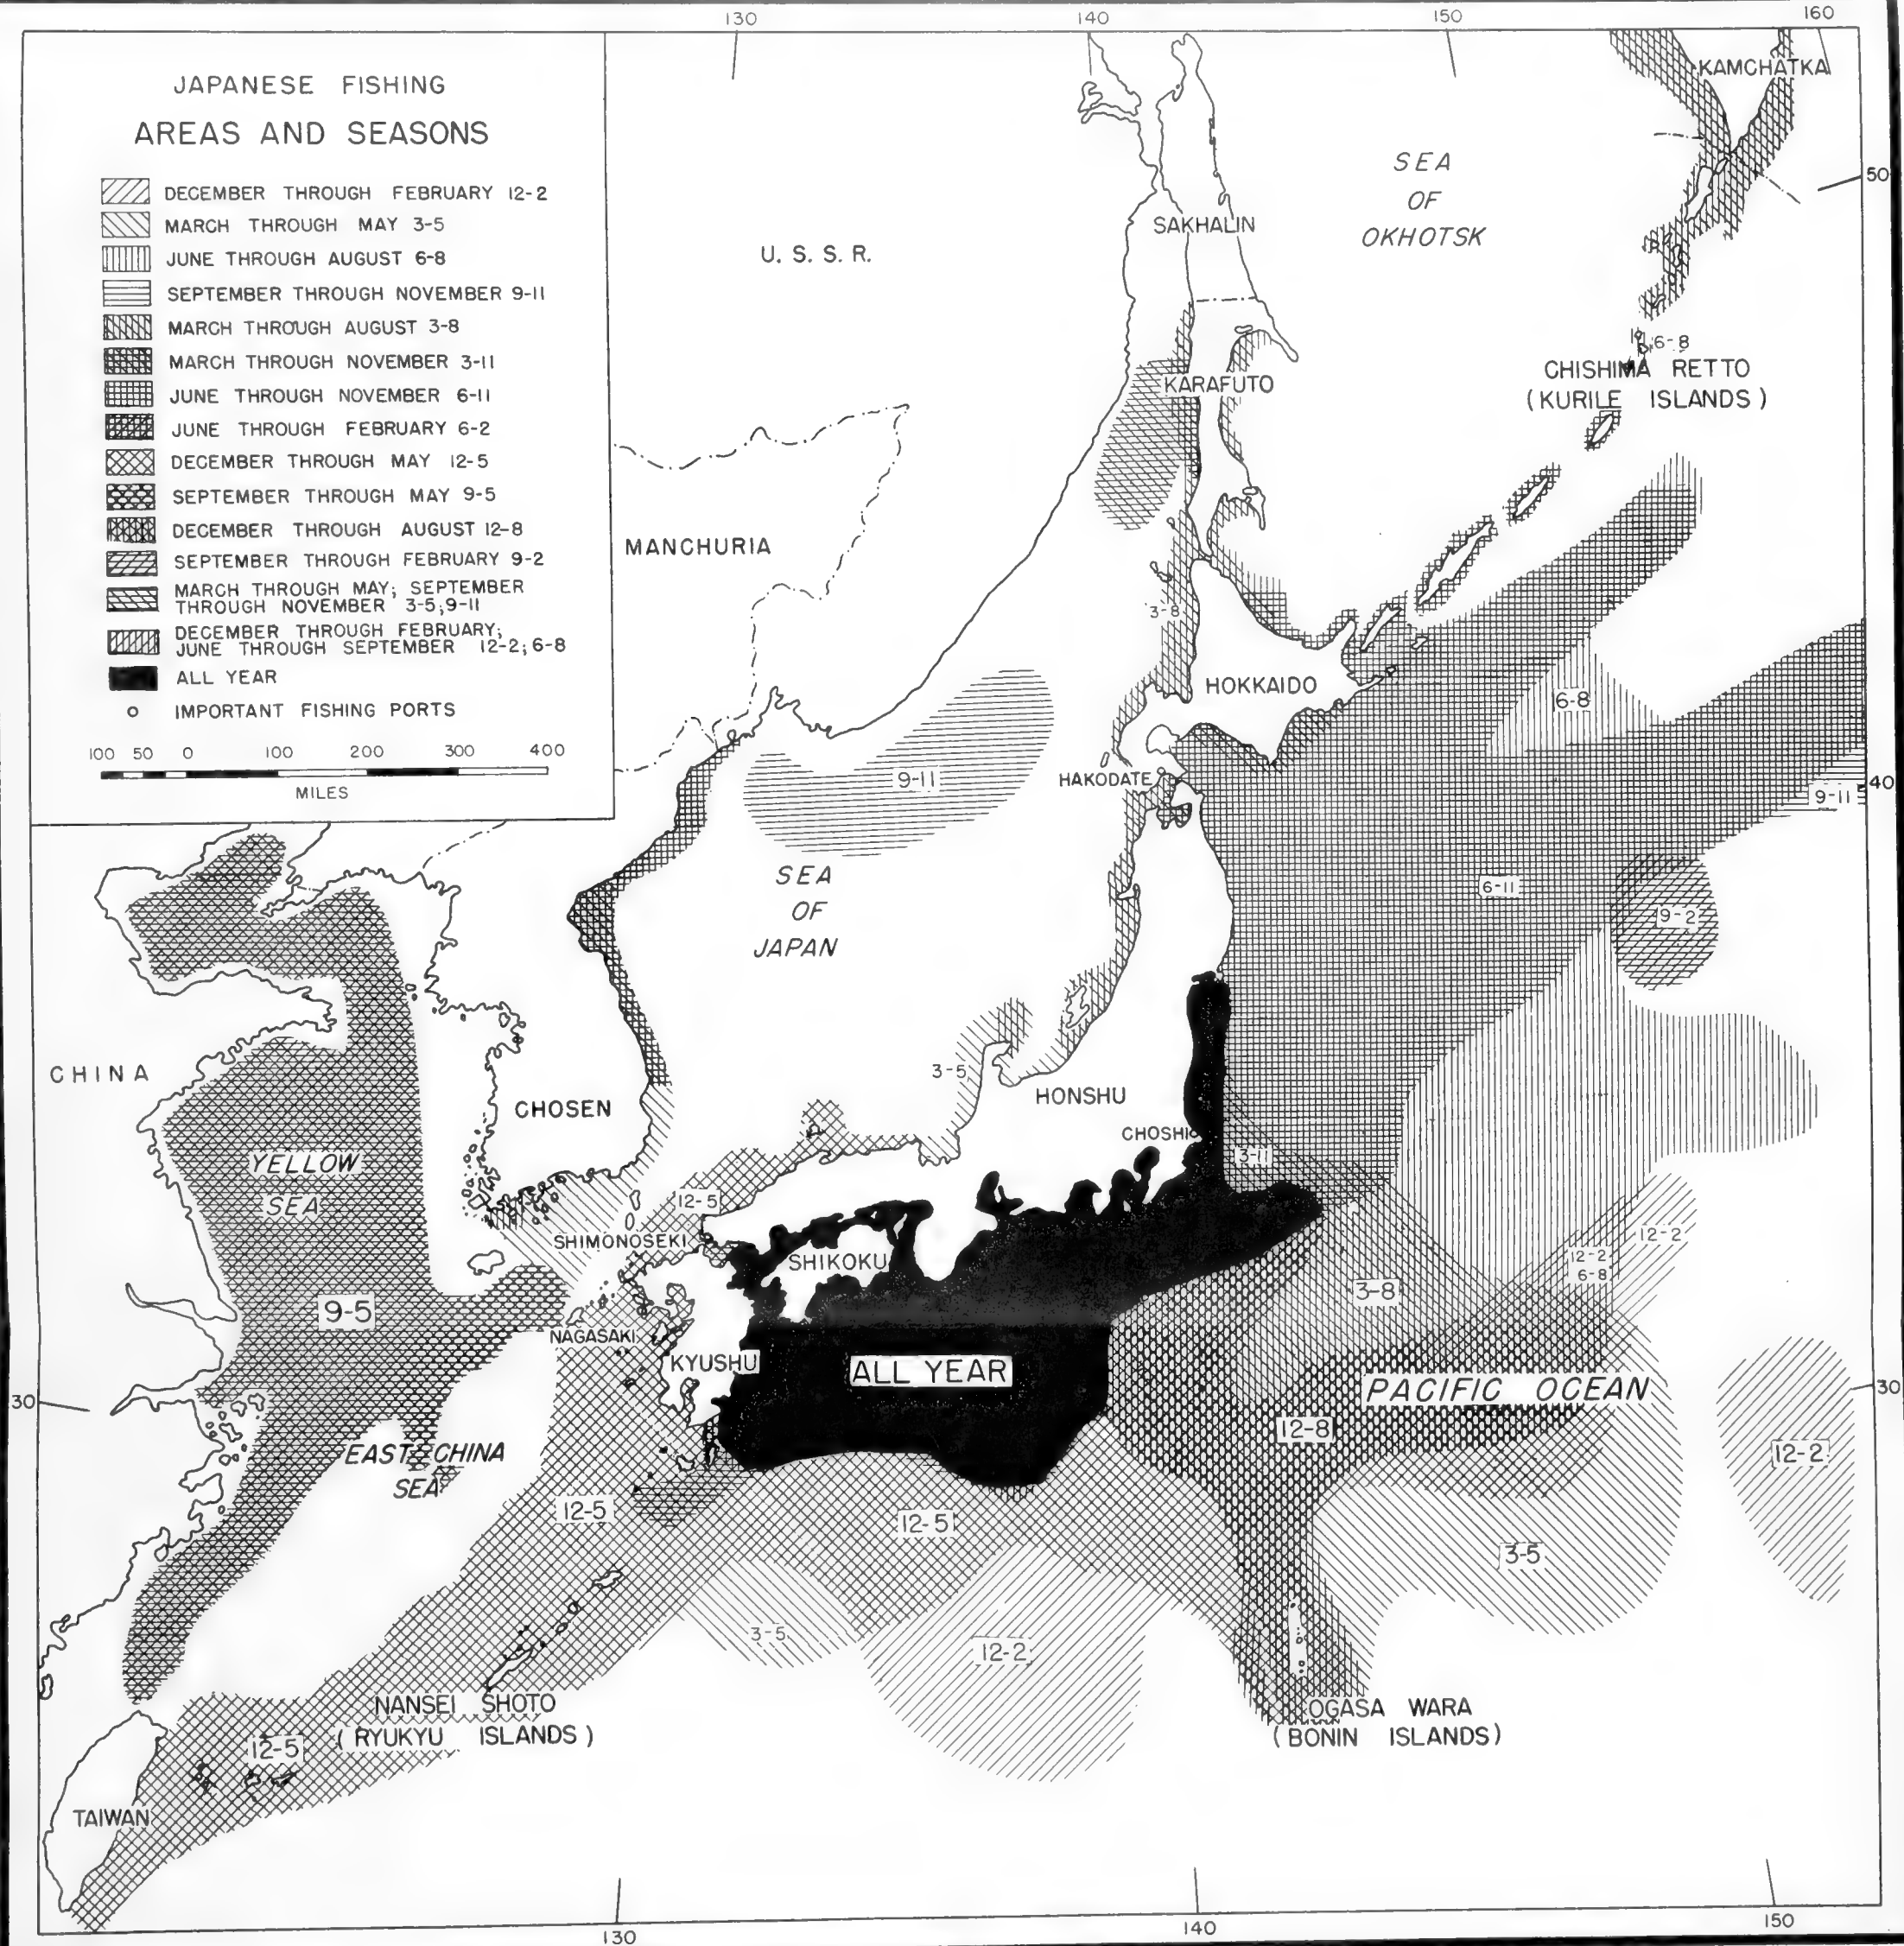 130
140
150
160
JAPANESE FISHING
AREAS AND SEASONS
DECEMBER THROUGH FEBRUARY 12-2
MARCH THROUGH MAY 3-5
JUNE THROUGH AUGUST 6-8
SEPTEMBER THROUGH NOVEMBER 9-11
MARCH THROUGH AUGUST 3-8
MARCH THROUGH NOVEMBER 3-11
JUNE THROUGH NOVEMBER 6-11
JUNE THROUGH FEBRUARY 6-2
DECEMBER THROUGH MAY 12-5
SEPTEMBER THROUGH MAY 9-5
DECEMBER THROUGH AUGUST 12-8
SEPTEMBER THROUGH FEBRUARY 9-2
MARCH THROUGH MAY; SEPTEMBER
THROUGH NOVEMBER 3-5; 9-11
DECEMBER THROUGH FEBRUARY;
JUNE THROUGH SEPTEMBER 12-2; 6-8
ALL YEAR
IMPORTANT FISHING PORTS
100 50 0 100 200 300 400
MILES
KAMCHATKA
SEA
OF
OKHOTSK
50
SAKHALIN
U. S. S. R.
6-8
CHISHIMA RETTO
(KURILE ISLANDS)
KARAFUTO
MANCHURIA
3-8
HOKKAIDO
6-8
9-11
HAKODATE
40
9-11
SEA
OF
JAPAN
6-11
9-2
CHINA
3-5
HONSHU
CHOSEN
CHOSHI
3-11
YELLOW
SEA
12-5
SHIMONOSEKI
12-2
12-2
6-8
SHIKOKU
3-8
9-5
NAGASAKI
KYUSHU
ALL YEAR
PACIFIC OCEAN
30
30
12-8
EAST CHINA
SEA
12-2
12-5
12-5
3-5
3-5
12-2
NANSEI SHOTO
(RYUKYU ISLANDS)
OGASA WARA
(BONIN ISLANDS)
12-5
TAIWAN
130
140
150